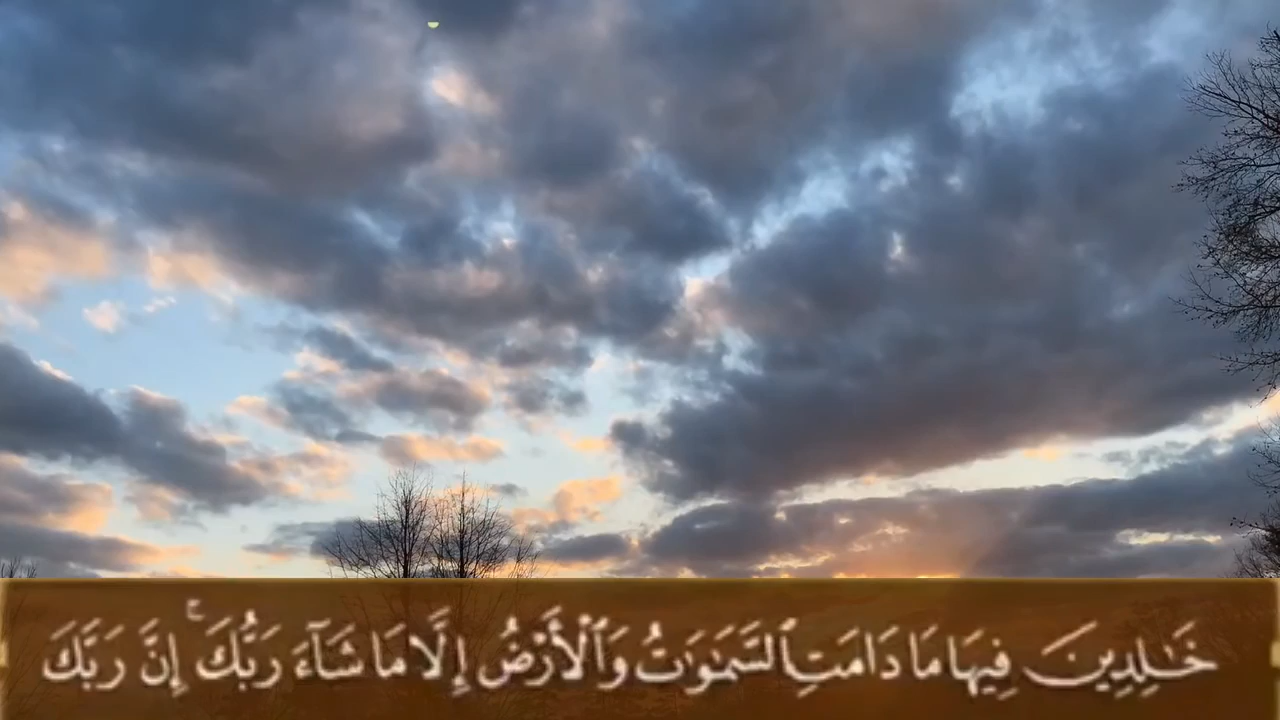 خَٰلِدِينَ فِيهَا مَا دَامَتِ ٱلسَّمَٰوَٰتُ وَٱلْأَرْضُ إِلَّا مَا شَآءَ رَبُّكَ ۚ إِنَّ رَبَّكَ